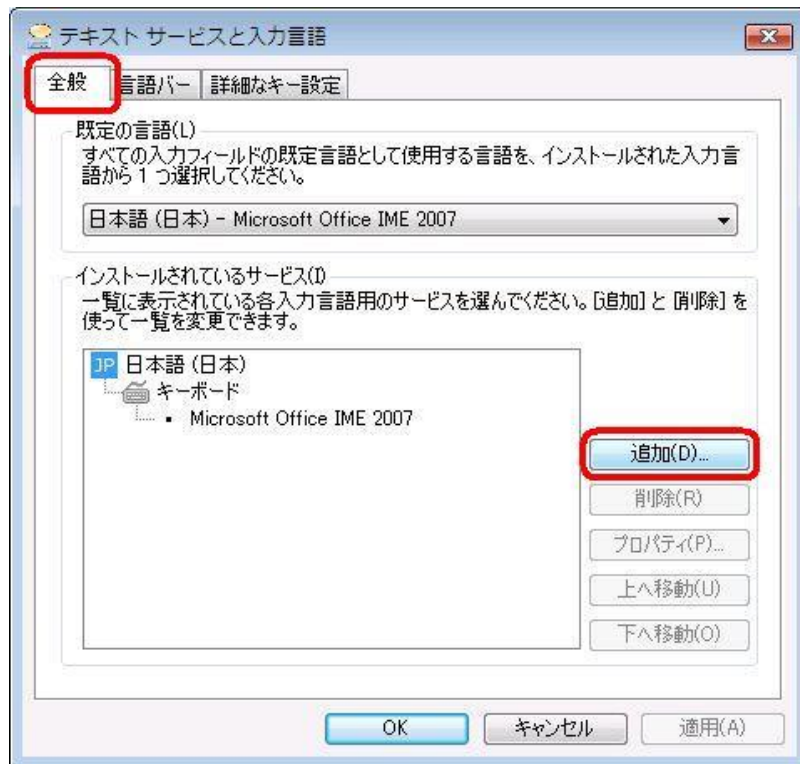 テキスト サービスと入力言語
全般
言語バー
詳細なキー設定
既定の言語(L)
すべての入力フィールドの既定言語として使用する言語を、インストールされた入力言
語から 1 つ選択してください。
日本語 (日本) - Microsoft Office IME 2007
インストールされているサービス(I)
一覧に表示されている各入力言語用のサービスを選んでください。[追加] と [削除] を
使って一覧を変更できます。
JP 日本語 (日本)
キーボード
• Microsoft Office IME 2007
追加(D)...
削除(R)
プロパティ(P)...
上へ移動(U)
下へ移動(O)
OK
キャンセル
適用(A)